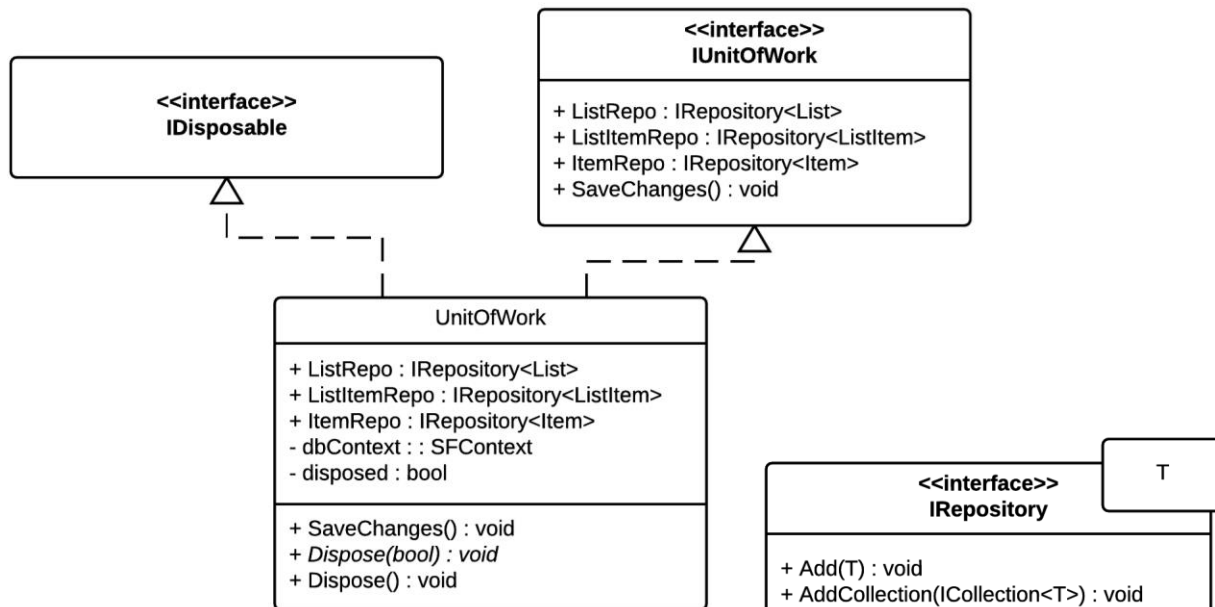 <<interface>>
IDisposable
<<interface>>
IUnitOfWork
+ ListRepo : IRepository<List>
+ ListItemRepo : IRepository<ListItem>
+ ItemRepo : IRepository<Item>
+ SaveChanges() : void
UnitOfWork
+ ListRepo : IRepository<List>
+ ListItemRepo : IRepository<ListItem>
+ ItemRepo : IRepository<Item>
- dbContext : : SFContext
- disposed : bool
+ SaveChanges() : void
+ Dispose(bool) : void
+ Dispose() : void
T
<<interface>>
IRepository
+ Add(T) : void
+ AddCollection(ICollection<T>) : void